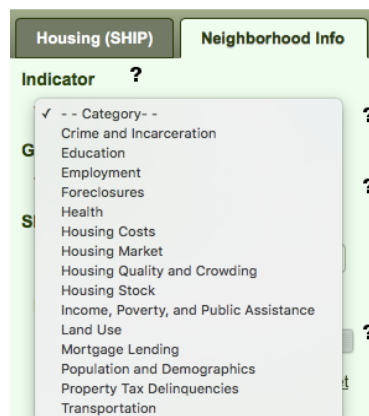 Housing (SHIP) Neighborhood Info
Indicator ?
✓ - - Category- - ?
Crime and Incarceration
Education
G
Employment
Foreclosures ?
Health
S
Housing Costs
Housing Market
Housing Quality and Crowding
Housing Stock
Income, Poverty, and Public Assistance
Land Use ?
Mortgage Lending
Population and Demographics
Property Tax Delinquencies
Transportation